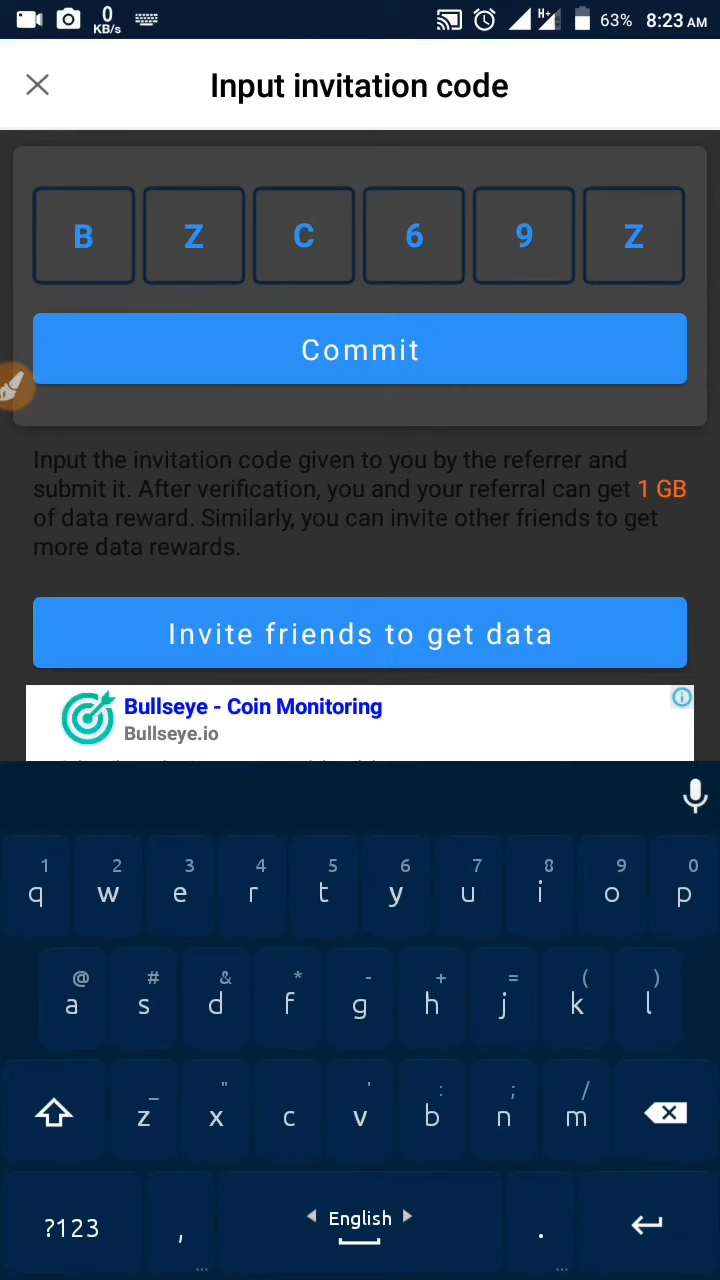 0 KB/s H+ 63% 8:23 AM
Input invitation code
B Z C 6 9 Z
Commit
Input the invitation code given to you by the referrer and
submit it. After verification, you and your referral can get 1 GB
of data reward. Similarly, you can invite other friends to get
more data rewards.
Invite friends to get data
Bullseye - Coin Monitoring
Bullseye.io
1 2 3 4 5 6 7 8 9 0
q w e r t y u i o p
@ # & * - + = ( )
a s d f g h j k l
_ " ' : ; /
z x c v b n m
?123 , English .